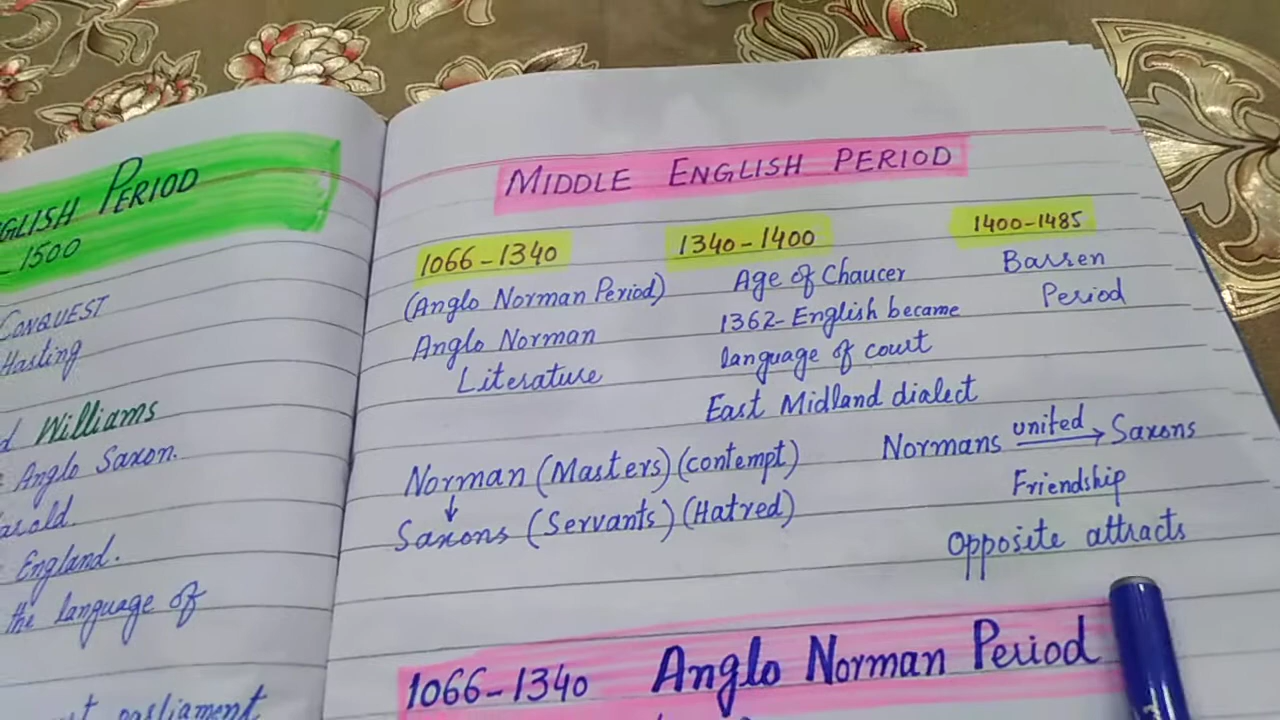 GLISH PERIOD
- 1500
CONQUEST
Hasting
d Williams
Anglo Saxon.
arold.
England.
the language of
parliament
MIDDLE ENGLISH PERIOD
1066-1340 1340-1400 1400-1485
(Anglo Norman Period) Age of Chaucer Barren
Anglo Norman 1362- English became Period
Literature language of court
East Midland dialect
Norman (Masters) (contempt) Normans united → Saxons
↓ Friendship
Saxons (Servants) (Hatred) Opposite attracts
1066-1340 Anglo Norman Period